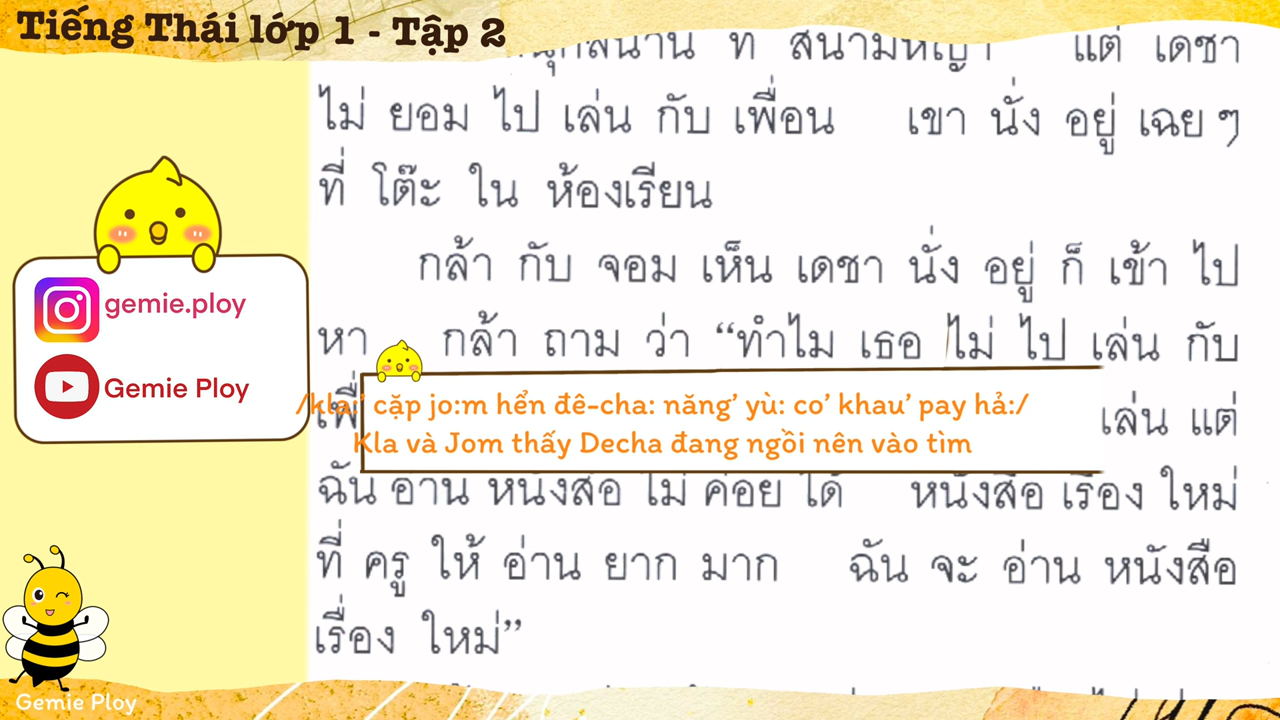 Tiếng Thái lớp 1 - Tập 2
สนามหญ้า แต่ เดชา
ไม่ ยอม ไป เล่น กับ เพื่อน เขา นั่ง อยู่ เฉย ๆ
ที่ โต๊ะ ใน ห้องเรียน
กล้า กับ จอม เห็น เดชา นั่ง อยู่ ก็ เข้า ไป
หา กล้า ถาม ว่า “ทำไม เธอ ไม่ ไป เล่น กับ
เล่น แต่
ฉัน อ่าน หนังสือ ไม่ ค่อย ได้ หนังสือ เรื่อง ใหม่
ที่ ครู ให้ อ่าน ยาก มาก ฉัน จะ อ่าน หนังสือ
เรื่อง ใหม่”
/kla:’ cặp jo:m hển đê-cha: năng’ yù: co’ khau’ pay hả:/
Kla và Jom thấy Decha đang ngồi nên vào tìm
gemie.ploy
Gemie Ploy
Gemie Ploy